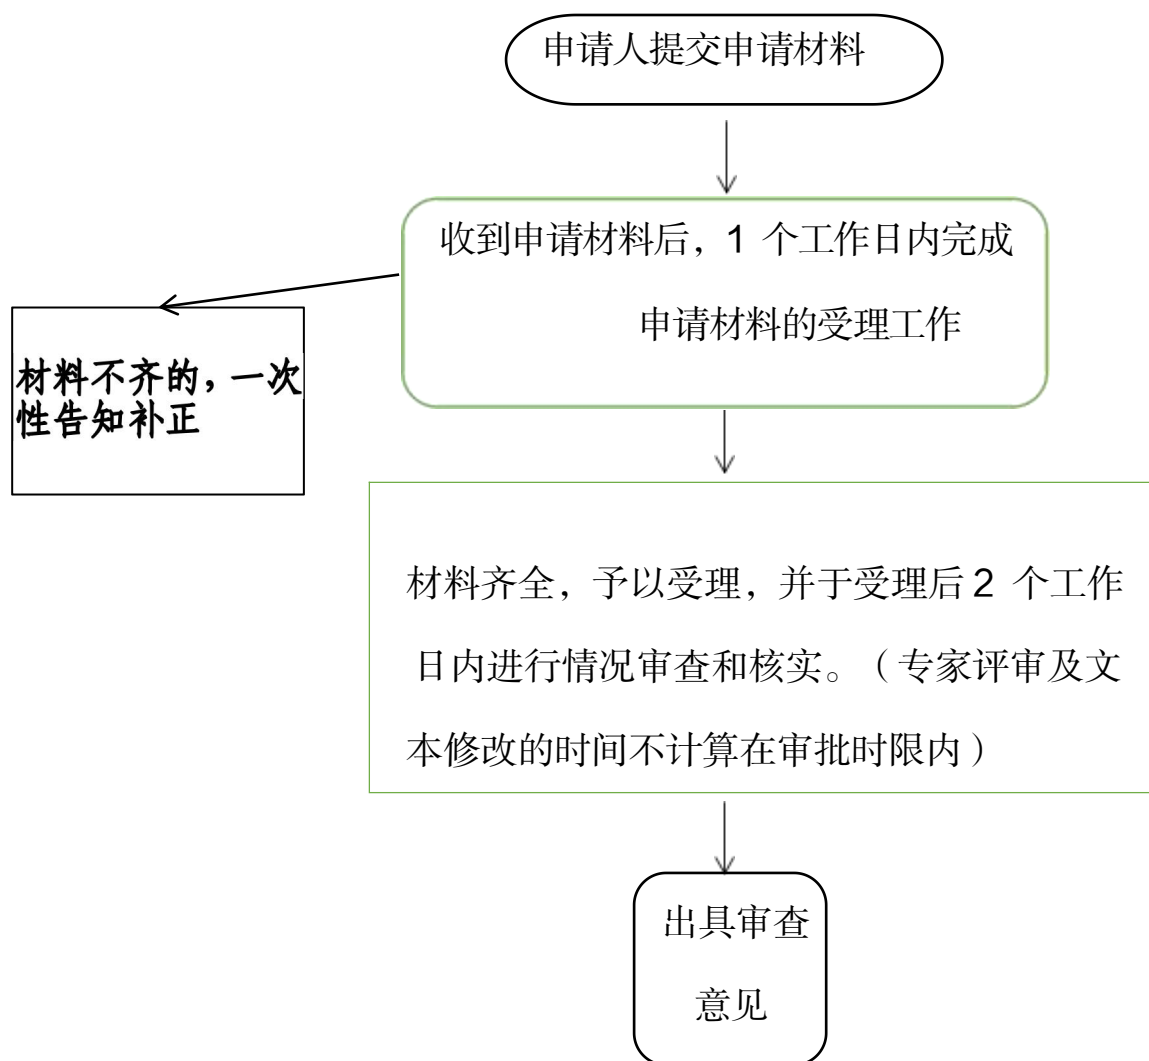 申请人提交申请材料
收到申请材料后，1 个工作日内完成
申请材料的受理工作
材料不齐的，一次
性告知补正
材料齐全，予以受理，并于受理后 2 个工作
日内进行情况审查和核实。（专家评审及文
本修改的时间不计算在审批时限内）
出具审查
意见